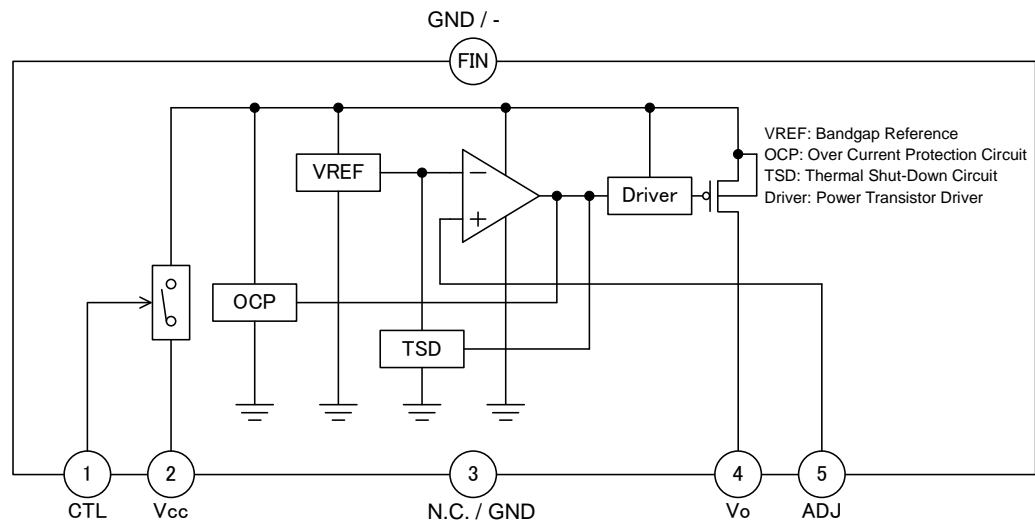 GND / -
FIN
VREF: Bandgap Reference
OCP: Over Current Protection Circuit
TSD: Thermal Shut-Down Circuit
Driver: Power Transistor Driver
VREF
−
+
Driver
OCP
TSD
1
2
3
4
5
CTL
Vcc
N.C. / GND
Vo
ADJ